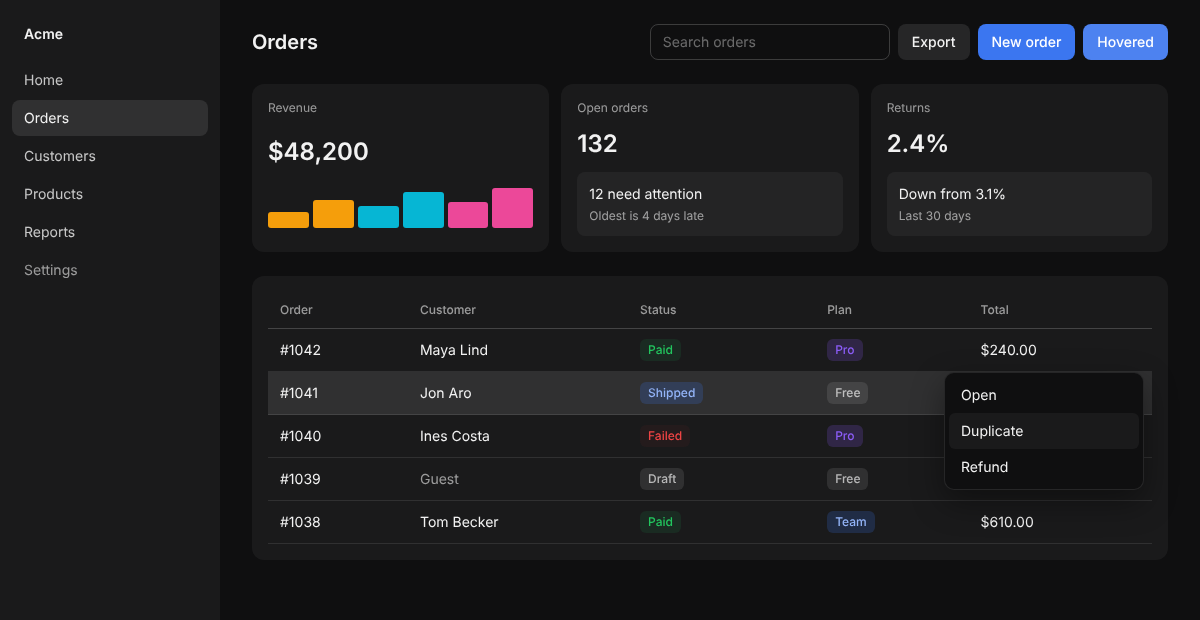 Acme
Home
Orders
Customers
Products
Reports
Settings
Orders
Search orders
Export
New order
Hovered
Revenue
$48,200
Open orders
132
12 need attention
Oldest is 4 days late
Returns
2.4%
Down from 3.1%
Last 30 days
Order Customer Status Plan Total
#1042 Maya Lind Paid Pro $240.00
#1041 Jon Aro Shipped Free
#1040 Ines Costa Failed Pro
#1039 Guest Draft Free
#1038 Tom Becker Paid Team $610.00
Open
Duplicate
Refund